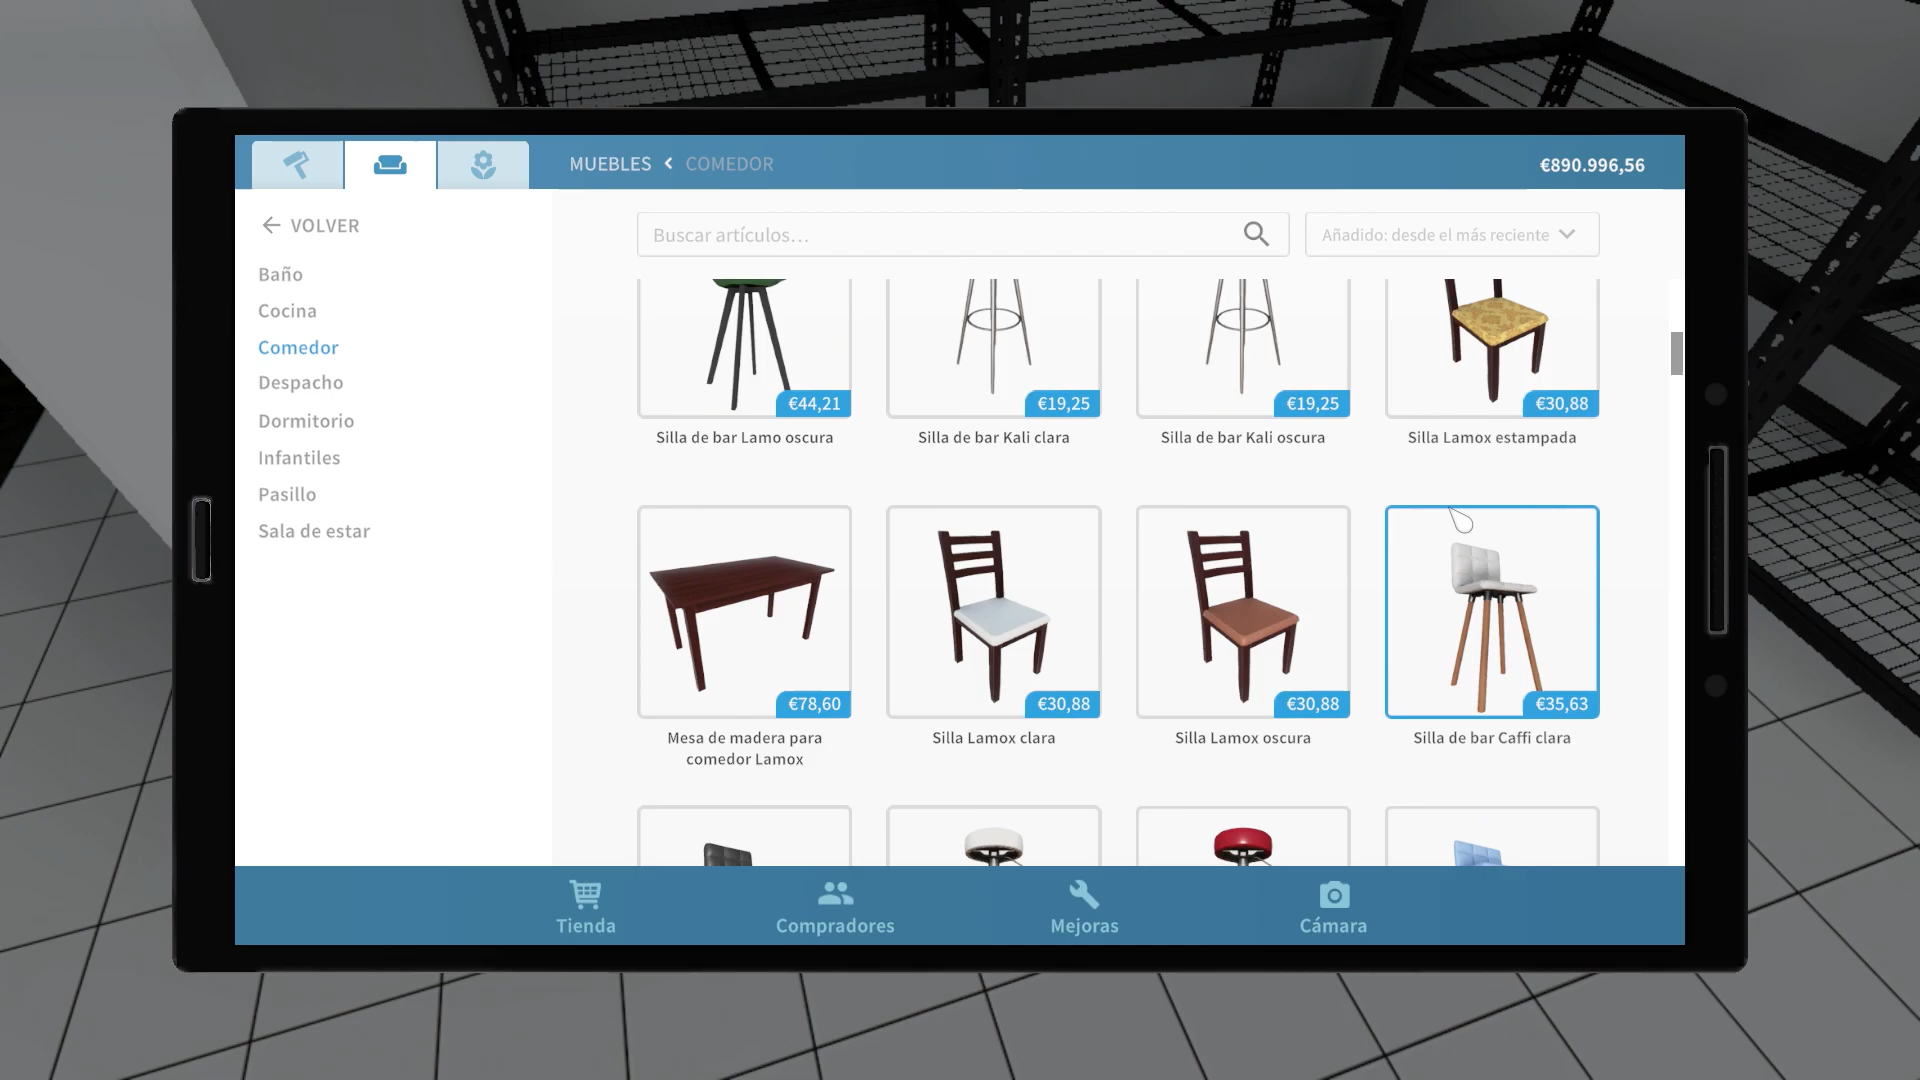 MUEBLES < COMEDOR
€890.996,56
VOLVER
Baño
Cocina
Comedor
Despacho
Dormitorio
Infantiles
Pasillo
Sala de estar
Buscar artículos...
Añadido: desde el más reciente
€44,21
€19,25
€19,25
€30,88
Silla de bar Lamo oscura
Silla de bar Kali clara
Silla de bar Kali oscura
Silla Lamox estampada
€78,60
€30,88
€30,88
€35,63
Mesa de madera para
comedor Lamox
Silla Lamox clara
Silla Lamox oscura
Silla de bar Caffi clara
Tienda
Compradores
Mejoras
Cámara